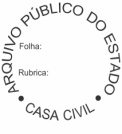 ARQUIVO PÚBLICO DO ESTADO
Folha:
Rubrica:
• CASA CIVIL •